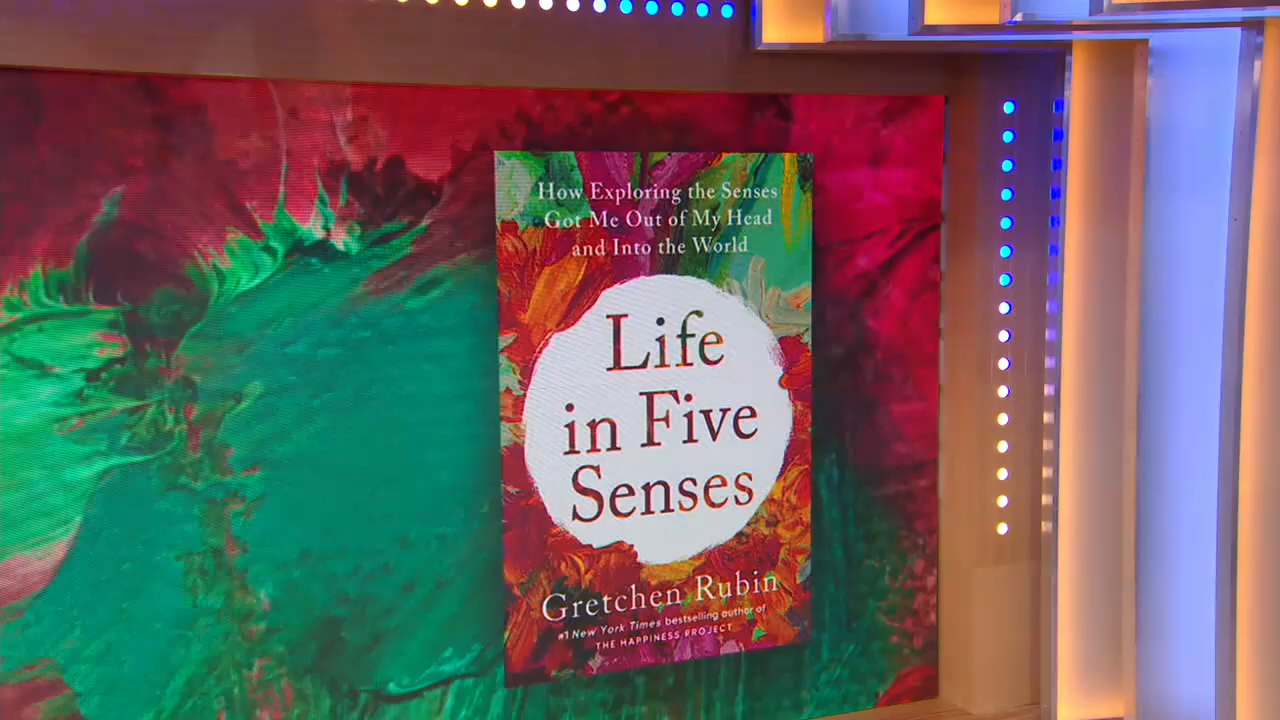 How Exploring the Senses
Got Me Out of My Head
and Into the World
Life
in Five
Senses
Gretchen Rubin
#1 New York Times bestselling author of
THE HAPPINESS PROJECT